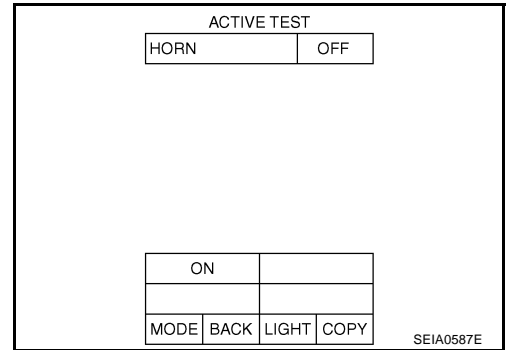 ACTIVE TEST
HORN OFF
ON
MODE BACK LIGHT COPY
SEIA0587E